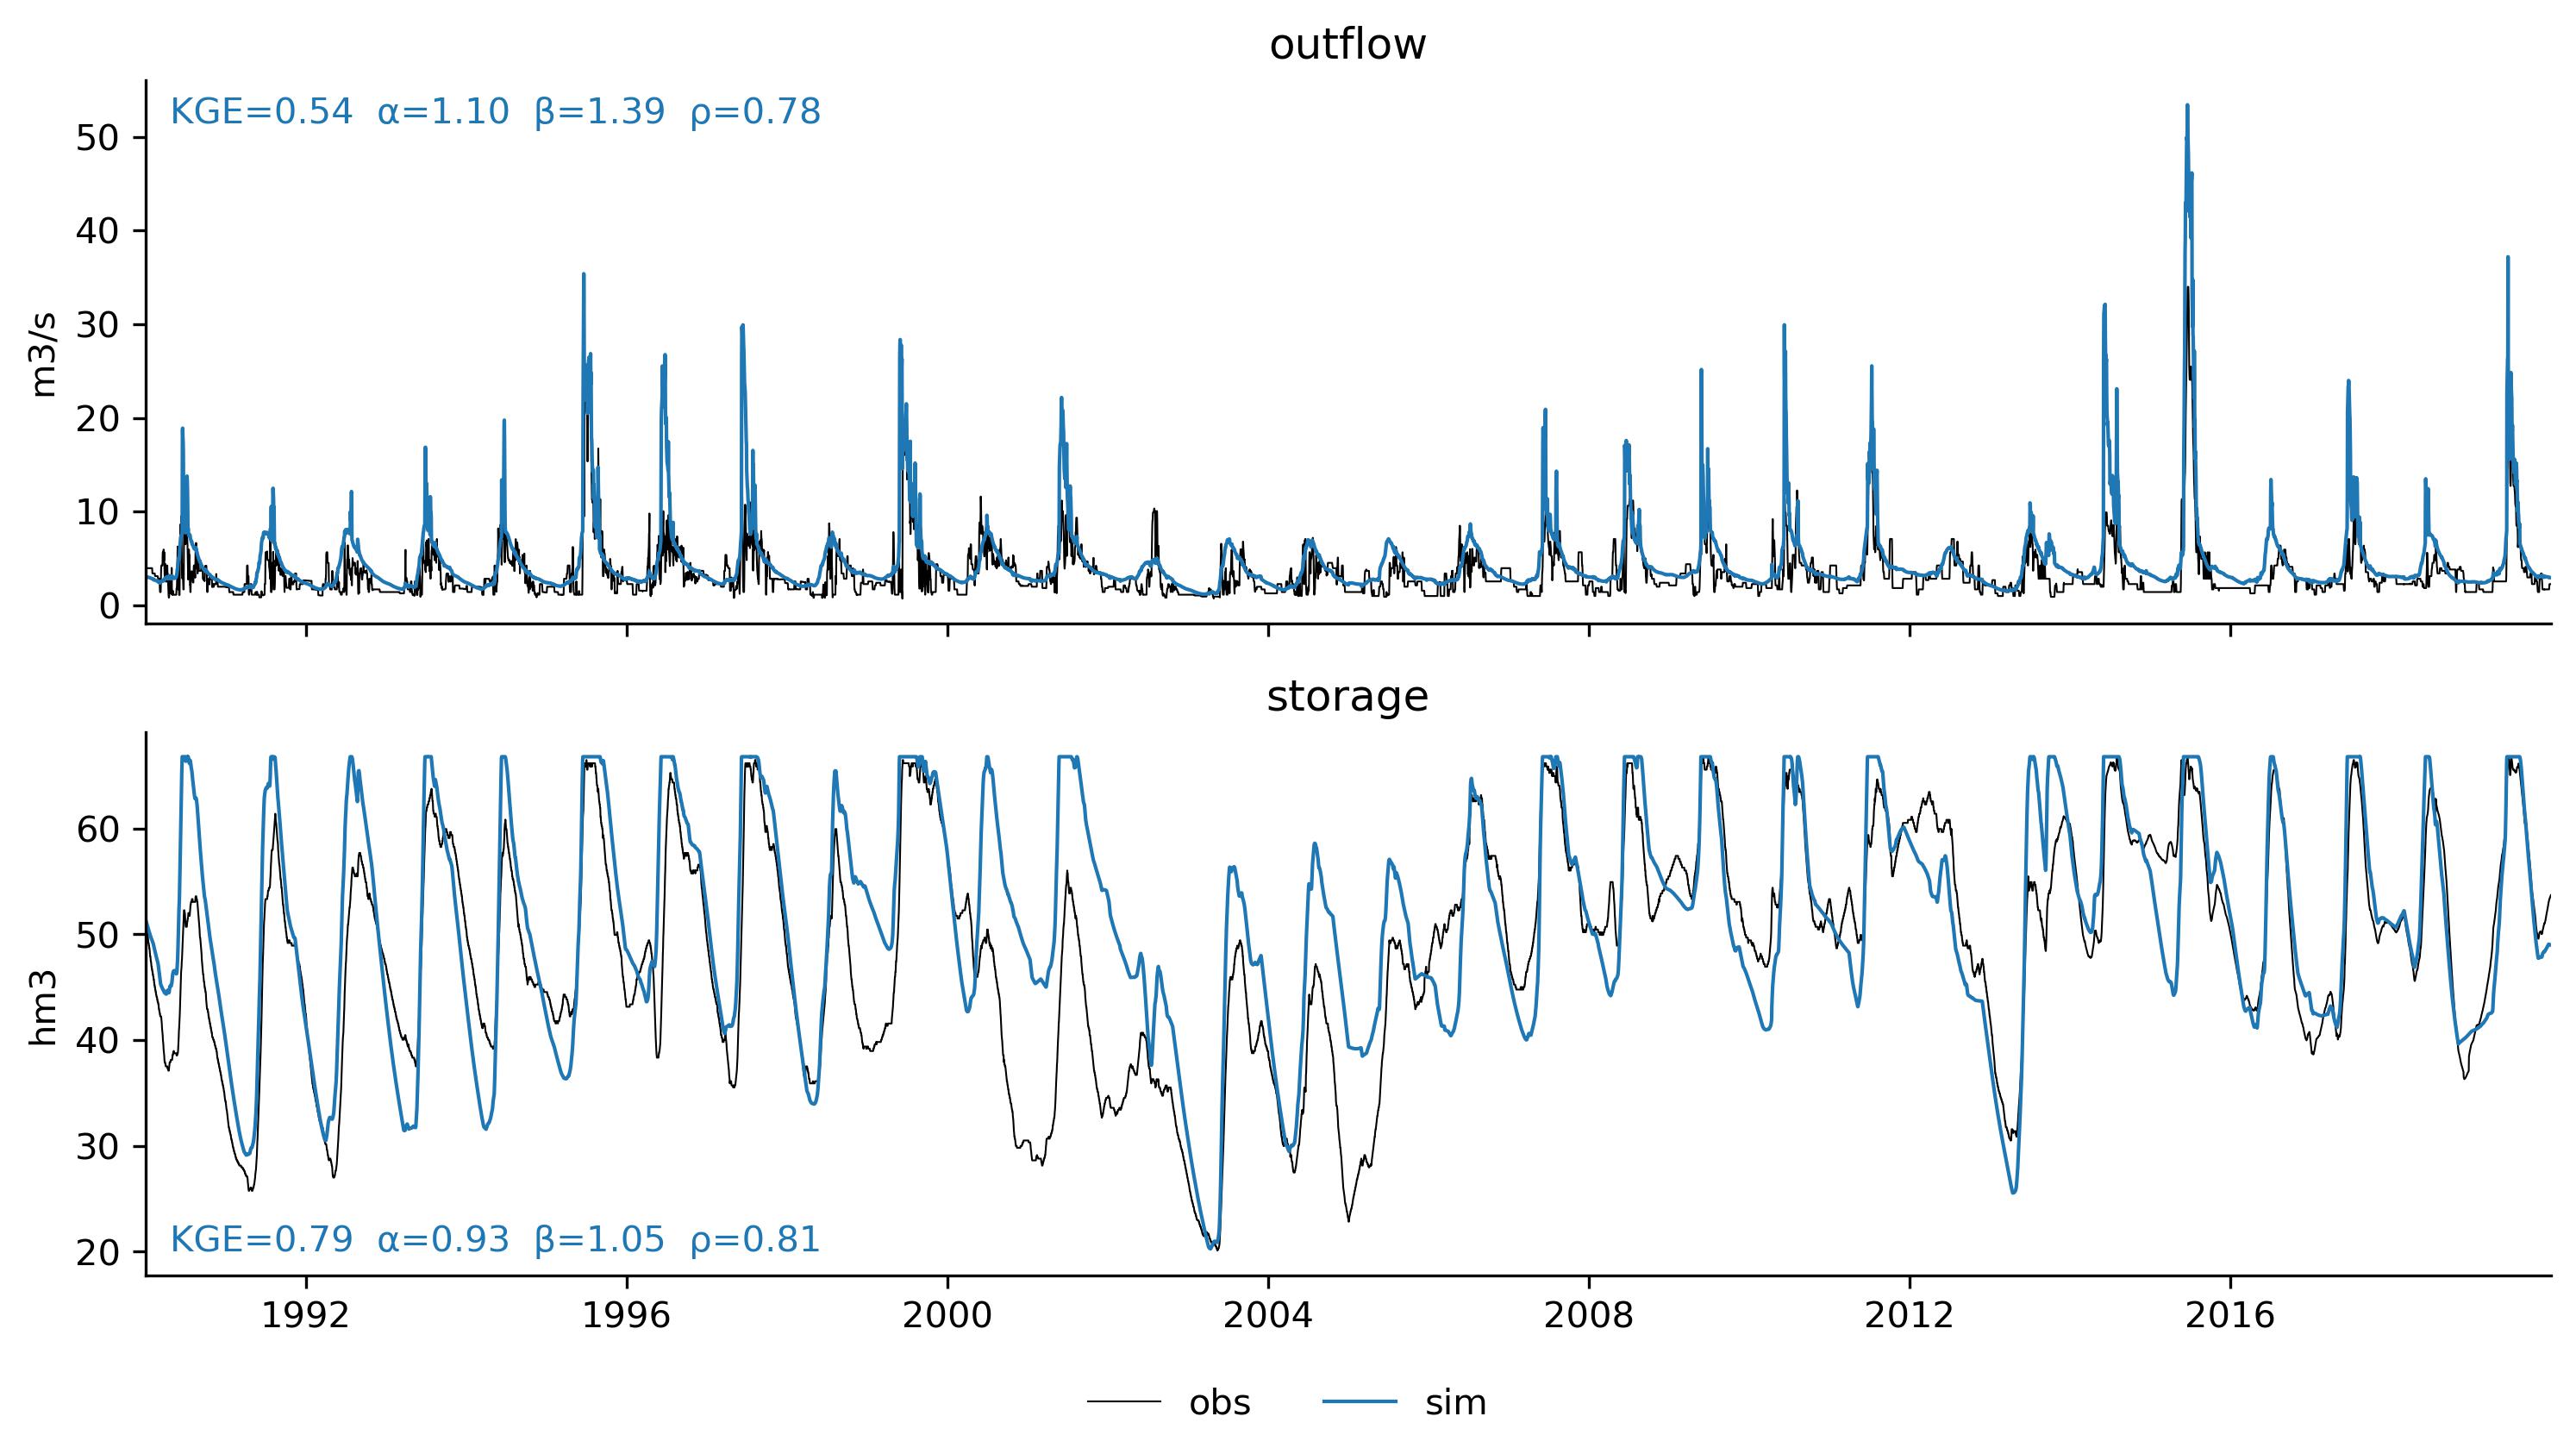 outflow
KGE=0.54 α=1.10 β=1.39 ρ=0.78
m3/s
50
40
30
20
10
0
storage
hm3
60
50
40
30
20
KGE=0.79 α=0.93 β=1.05 ρ=0.81
1992 1996 2000 2004 2008 2012 2016
obs sim